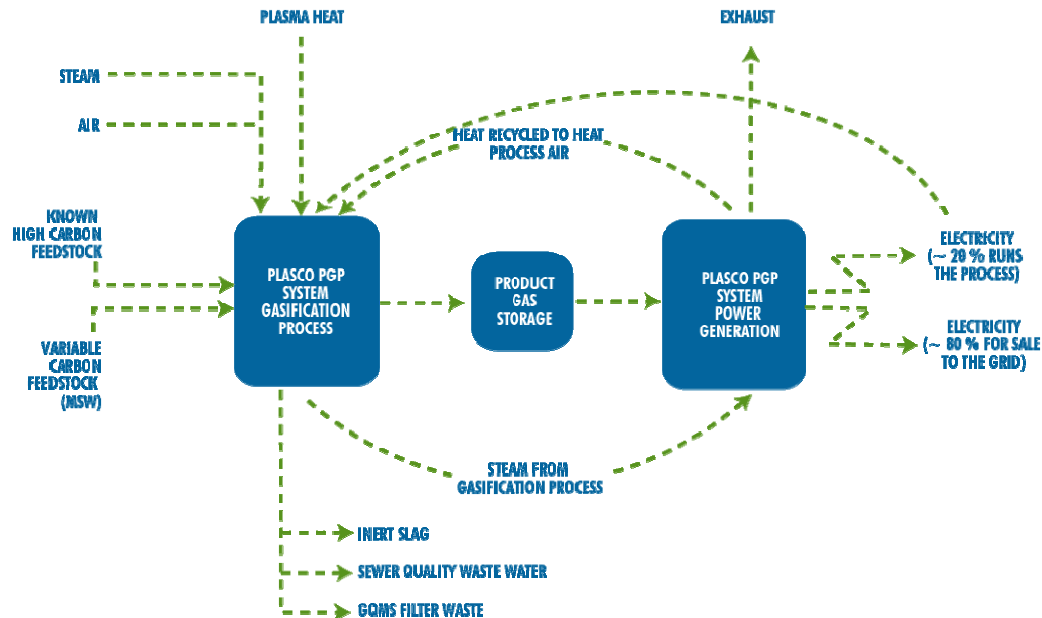 PLASMA HEAT
EXHAUST
STEAM
AIR
HEAT RECYCLED TO HEAT
PROCESS AIR
KNOWN
HIGH CARBON
FEEDSTOCK
VARIABLE
CARBON
FEEDSTOCK
(MSW)
PLASCO PGP
SYSTEM
GASIFICATION
PROCESS
PRODUCT
GAS
STORAGE
PLASCO PGP
SYSTEM
POWER
GENERATION
ELECTRICITY
(~ 20 % RUNS
THE PROCESS)
ELECTRICITY
(~ 80 % FOR SALE
TO THE GRID)
STEAM FROM
GASIFICATION PROCESS
INERT SLAG
SEWER QUALITY WASTE WATER
GQMS FILTER WASTE